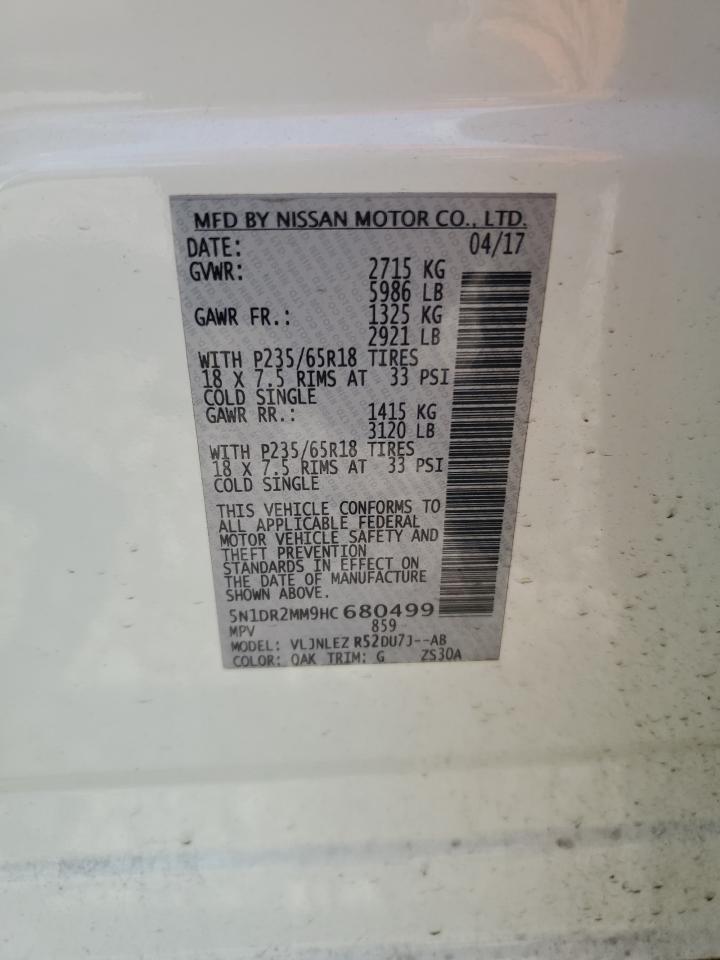 MFD BY NISSAN MOTOR CO., LTD.
DATE: 04/17
GVWR: 2715 KG
5986 LB
GAWR FR.: 1325 KG
2921 LB
WITH P235/65R18 TIRES
18 X 7.5 RIMS AT 33 PSI
COLD SINGLE
GAWR RR.: 1415 KG
3120 LB
WITH P235/65R18 TIRES
18 X 7.5 RIMS AT 33 PSI
COLD SINGLE
THIS VEHICLE CONFORMS TO
ALL APPLICABLE FEDERAL
MOTOR VEHICLE SAFETY AND
THEFT PREVENTION
STANDARDS IN EFFECT ON
THE DATE OF MANUFACTURE
SHOWN ABOVE.
5N1DR2MM9HC 680499
MPV 859
MODEL: VLJNLEZ R52DU7J--AB
COLOR: OAK TRIM: G ZS30A